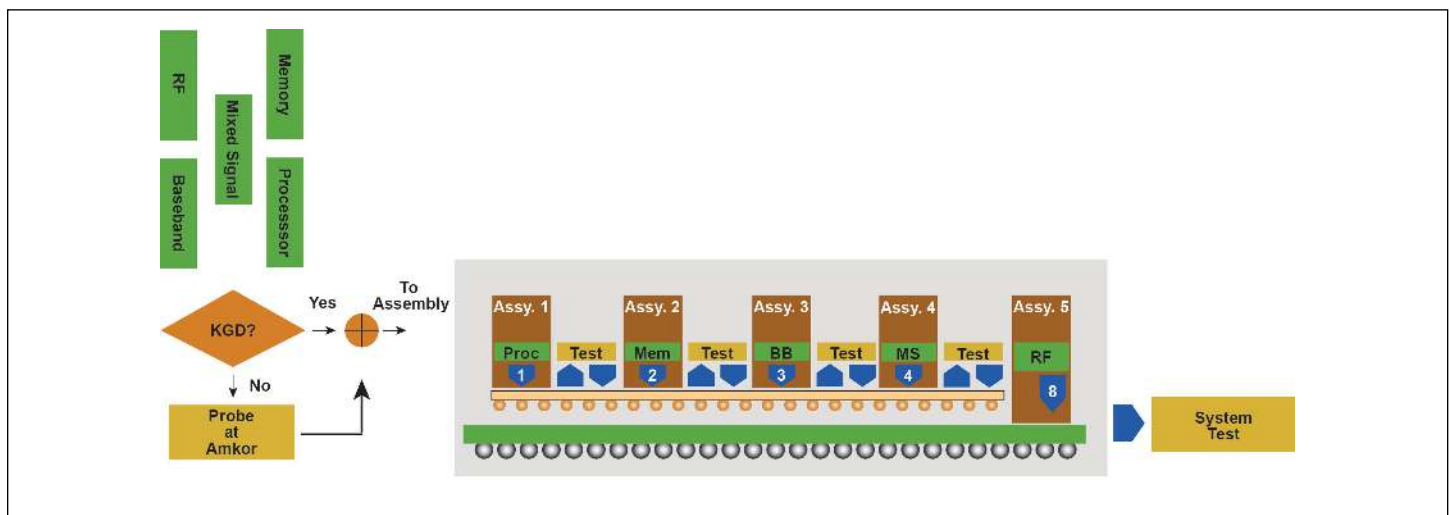 RF
Memory
Mixed Signal
Baseband
Processsor
KGD?
Yes
To
Assembly
No
Probe
at
Amkor
Assy. 1
Assy. 2
Assy. 3
Assy. 4
Assy. 5
Proc
Test
Mem
Test
BB
Test
MS
Test
RF
1
2
3
4
8
System
Test